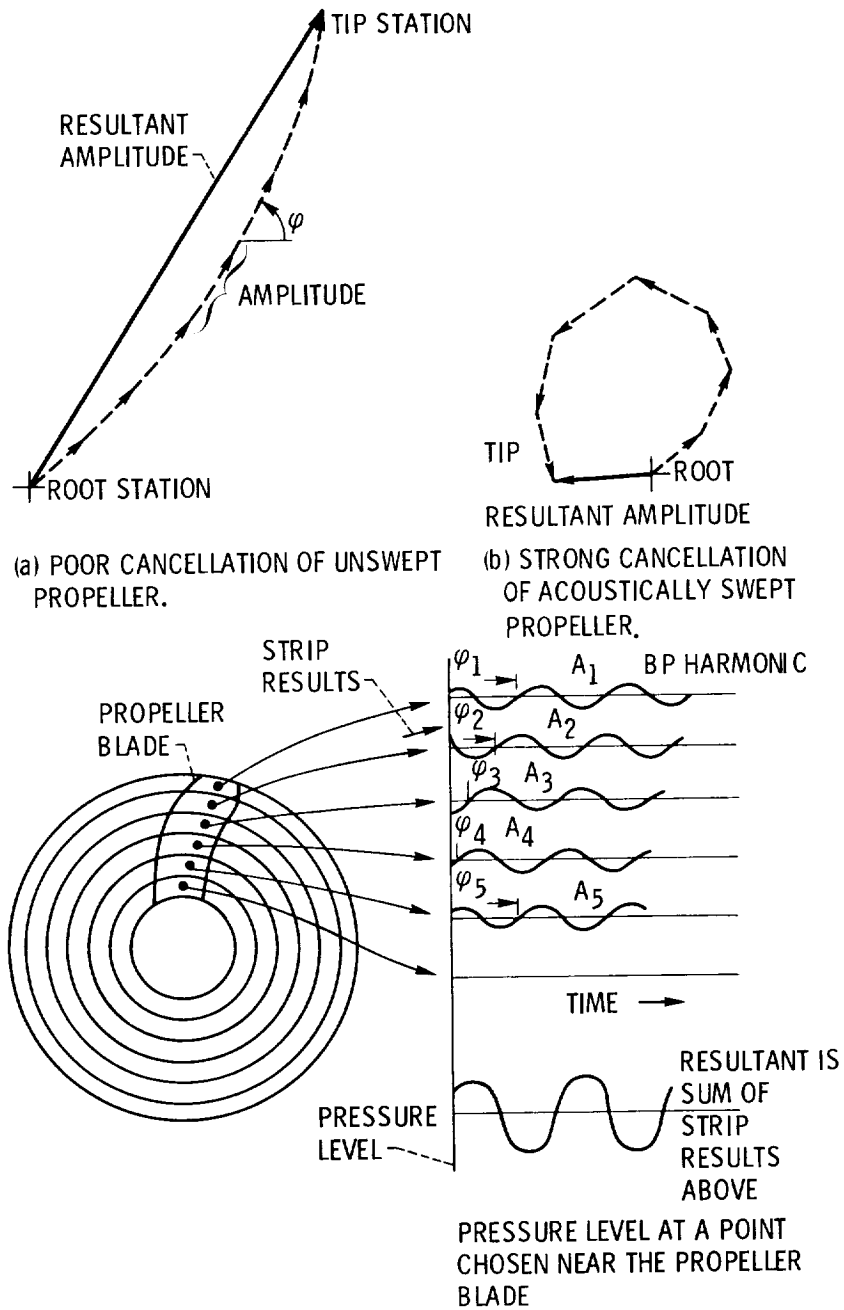 TIP STATION
RESULTANT
AMPLITUDE
φ
AMPLITUDE
ROOT STATION
(a) POOR CANCELLATION OF UNSWEPT
PROPELLER.
TIP
ROOT
RESULTANT AMPLITUDE
(b) STRONG CANCELLATION
OF ACOUSTICALLY SWEPT
PROPELLER.
STRIP
RESULTS
PROPELLER
BLADE
φ1 A1 BP HARMONIC
φ2 A2
φ3 A3
φ4 A4
φ5 A5
TIME
PRESSURE
LEVEL
RESULTANT IS
SUM OF
STRIP
RESULTS
ABOVE
PRESSURE LEVEL AT A POINT
CHOSEN NEAR THE PROPELLER
BLADE